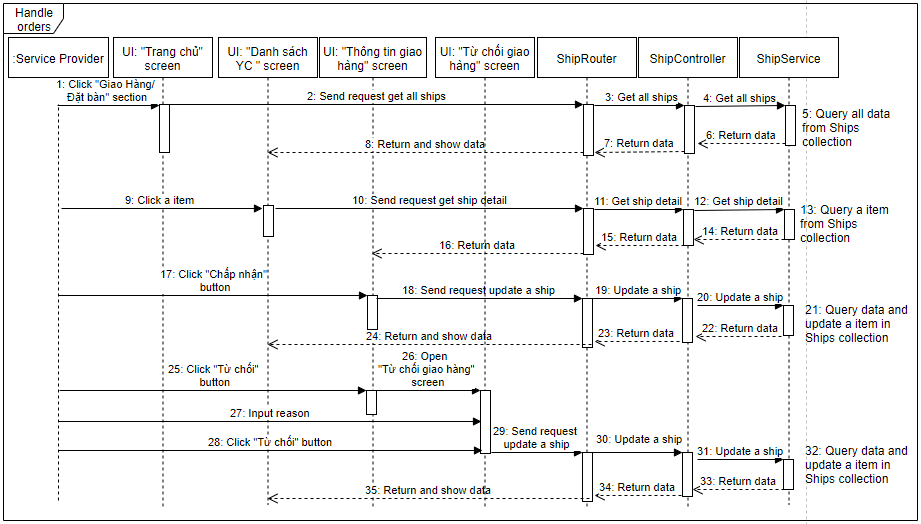 Handle
orders
:Service Provider
UI: "Trang chủ"
screen
UI: "Danh sách
YC " screen
UI: "Thông tin giao
hàng" screen
UI: "Từ chối giao
hàng" screen
ShipRouter
ShipController
ShipService
1: Click "Giao Hàng/
Đặt bàn" section
2: Send request get all ships
3: Get all ships
4: Get all ships
5: Query all data
from Ships
collection
6: Return data
7: Return data
8: Return and show data
9: Click a item
10: Send request get ship detail
11: Get ship detail
12: Get ship detail
13: Query a item
from Ships
collection
14: Return data
15: Return data
16: Return data
17: Click "Chấp nhận"
button
18: Send request update a ship
19: Update a ship
20: Update a ship
21: Query data and
update a item in
Ships collection
22: Return data
23: Return data
24: Return and show data
25: Click "Từ chối"
button
26: Open
"Từ chối giao hàng"
screen
27: Input reason
28: Click "Từ chối" button
29: Send request
update a ship
30: Update a ship
31: Update a ship
32: Query data and
update a item in
Ships collection
33: Return data
34: Return data
35: Return and show data